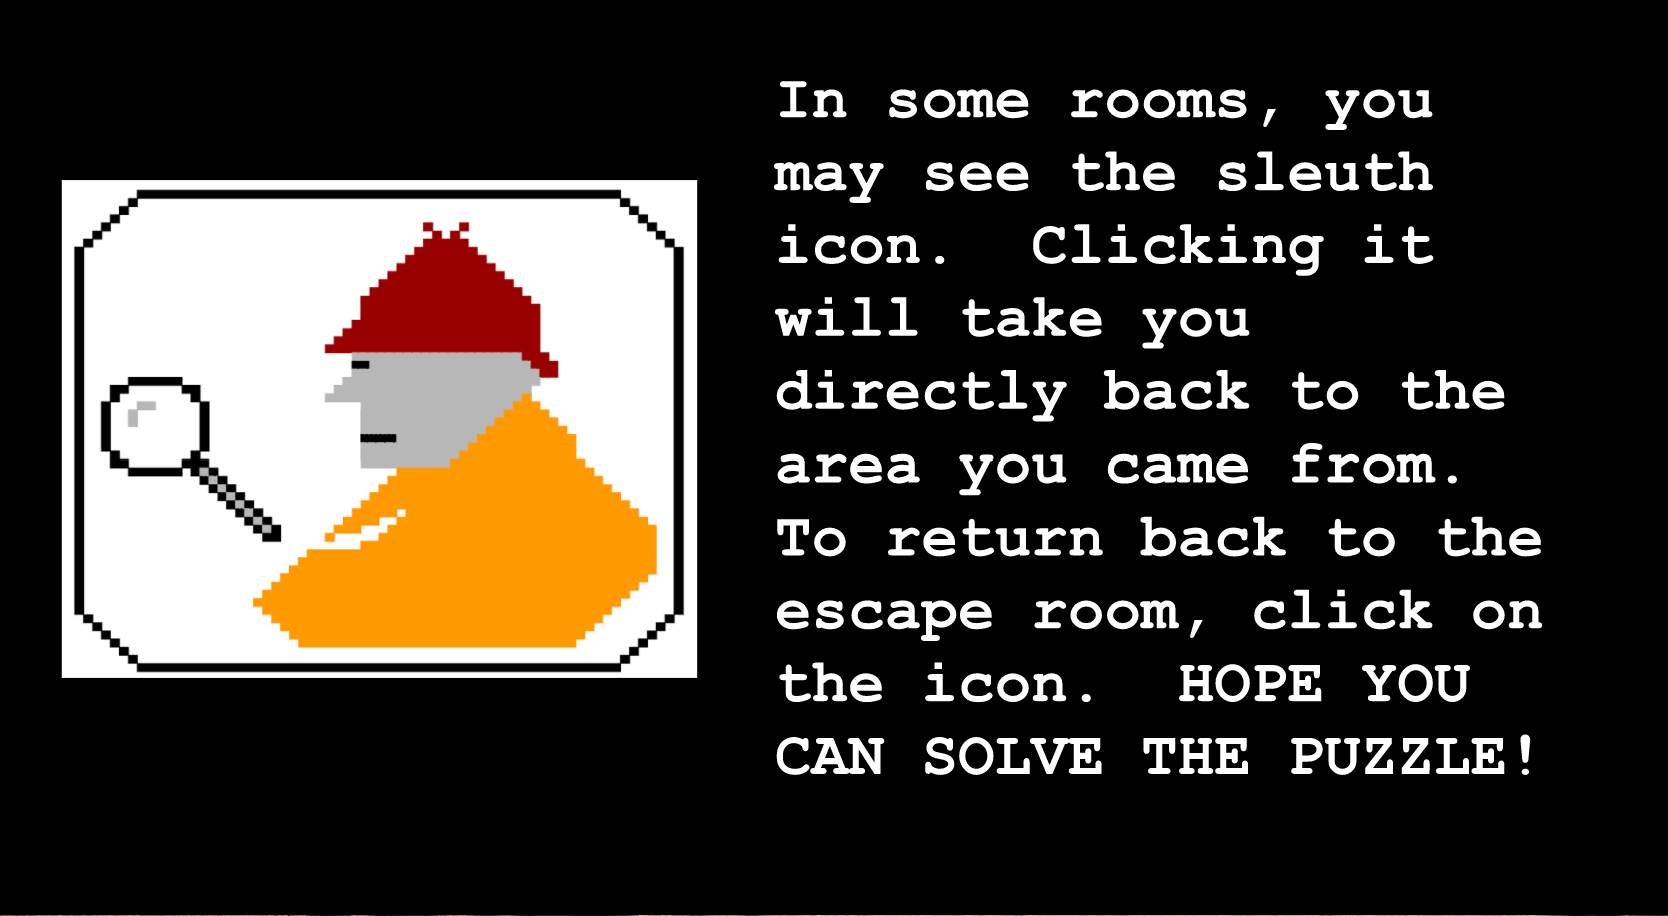 In some rooms, you
may see the sleuth
icon.  Clicking it
will take you
directly back to the
area you came from.
To return back to the
escape room, click on
the icon.  HOPE YOU
CAN SOLVE THE PUZZLE!